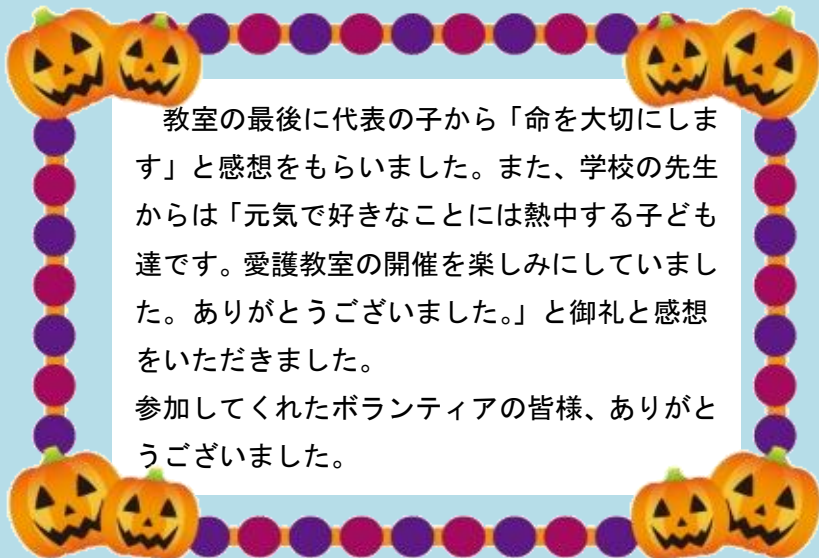 教室の最後に代表の子から「命を大切にしま
す」と感想をもらいました。また、学校の先生
からは「元気で好きなことには熱中する子ども
達です。愛護教室の開催を楽しみにしていまし
た。ありがとうございました。」と御礼と感想
をいただきました。
参加してくれたボランティアの皆様、ありがと
うございました。